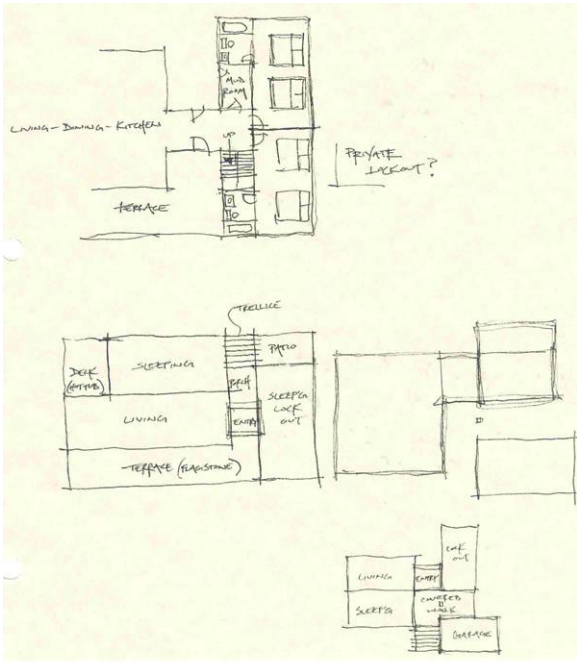 MUD
ROOM
LIVING-DINING-KITCHEN
UP
PRIVATE
LOCKOUT?
TERRACE
TRELLICE
PATIO
SLEEPING
DECK
(HOT TUB)
PRCH
SLEEP'G
LOCK
OUT
LIVING
ENTRY
TERRACE (FLAGSTONE)
LOCK
OUT
LIVING
ENTRY
COVERED
WALK
SLEEP'G
GARAGE